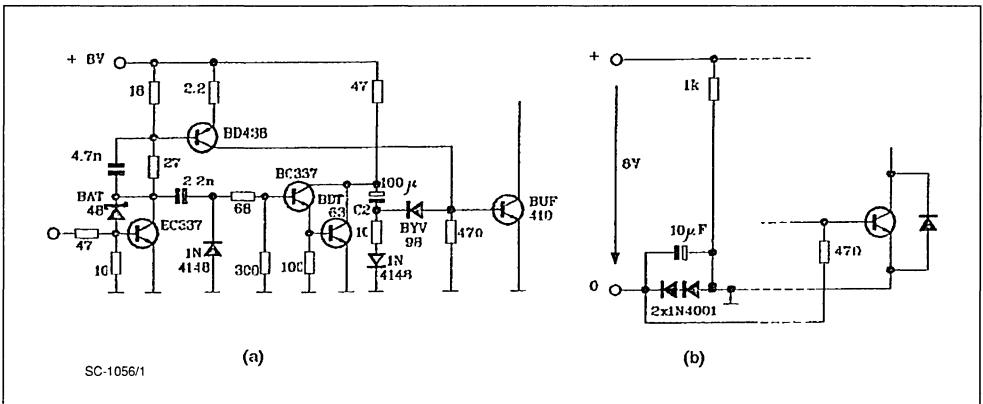 + 8V
18
2.2
47
BD438
4.7n
27
2.2n
BC337
100μ
BAT
48
68
BDT
63
C2
BUF
410
BC337
10
BYV
98
470
47
1N
4148
10
300
100
1N
4148
(a)
SC-1056/1
+
1k
8V
10μF
470
0
2x1N4001
(b)